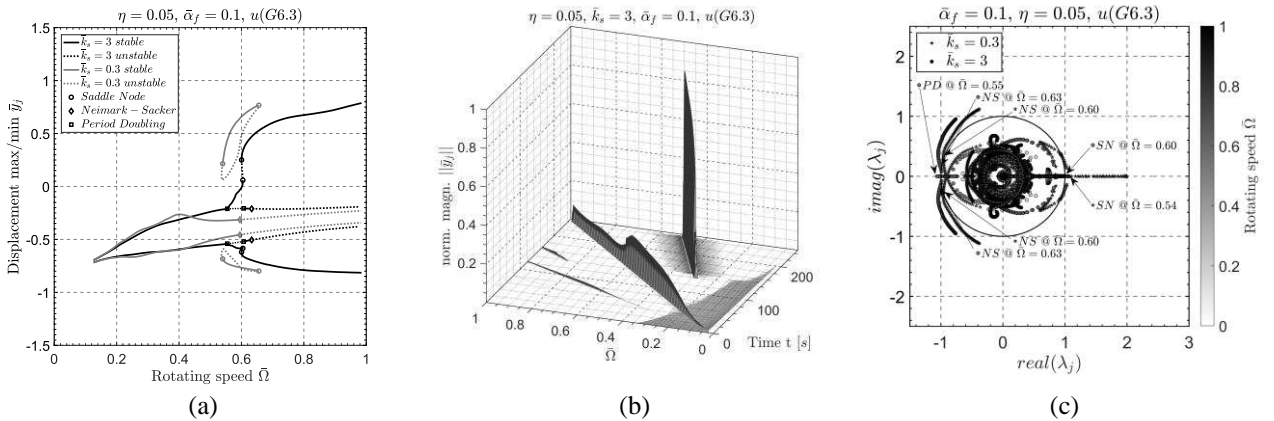 η = 0.05, ᾱ_f = 0.1, u(G6.3)
k̄_s = 3 stable
k̄_s = 3 unstable
k̄_s = 0.3 stable
k̄_s = 0.3 unstable
Saddle Node
Neimark − Sacker
Period Doubling
Displacement max/min ȳ_j
1.5
1
0.5
0
-0.5
-1
-1.5
0 0.2 0.4 0.6 0.8 1
Rotating speed Ω̄
(a)
η = 0.05, k̄_s = 3, ᾱ_f = 0.1, u(G6.3)
norm. magn. ||ȳ_j||
1
0.8
0.6
0.4
0.2
1 0.8 0.6 0.4 0.2 0
Ω̄
0 100 200
Time t [s]
(b)
ᾱ_f = 0.1, η = 0.05, u(G6.3)
k̄_s = 0.3
k̄_s = 3
PD @ Ω̄ = 0.55
NS @ Ω̄ = 0.63
NS @ Ω̄ = 0.60
SN @ Ω̄ = 0.60
SN @ Ω̄ = 0.54
NS @ Ω̄ = 0.60
NS @ Ω̄ = 0.63
imag(λ_j)
2
1
0
-1
-2
-1 0 1 2 3
real(λ_j)
1
0.8
0.6
0.4
0.2
0
Rotating speed Ω̄
(c)